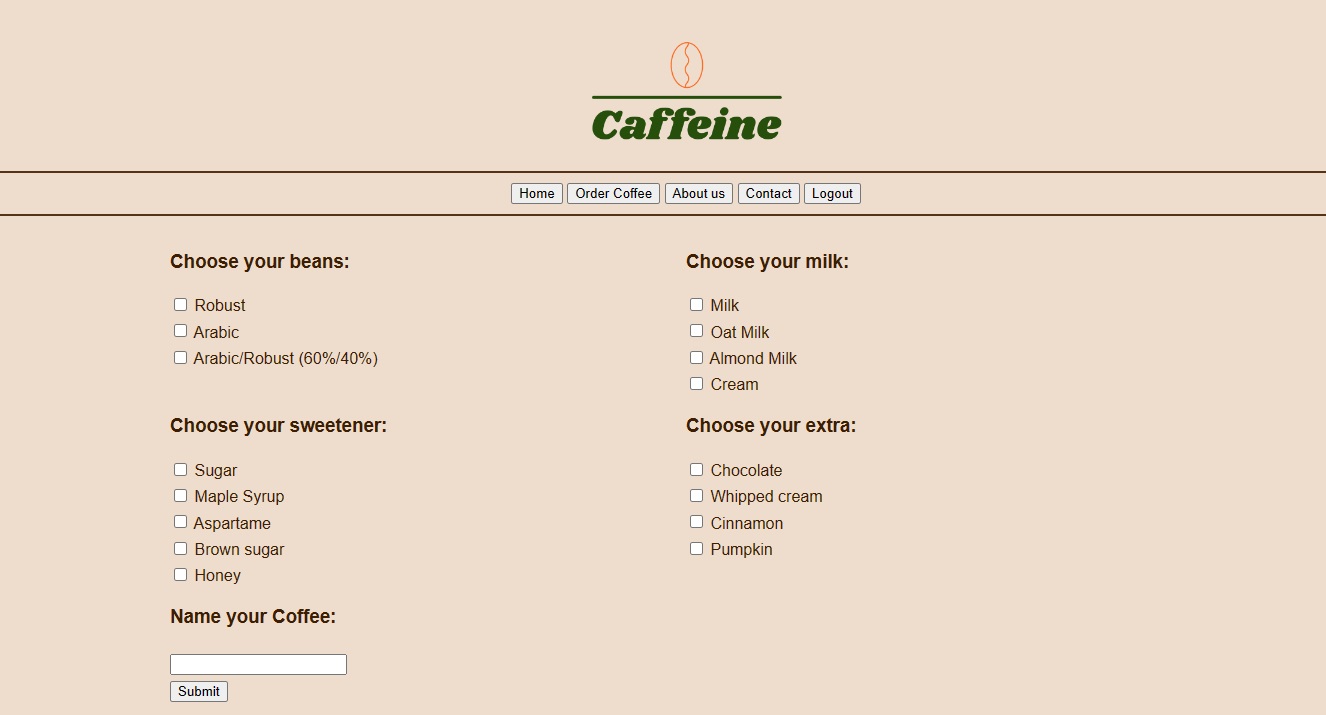 Caffeine
Home Order Coffee About us Contact Logout
Choose your beans:
Robust
Arabic
Arabic/Robust (60%/40%)
Choose your milk:
Milk
Oat Milk
Almond Milk
Cream
Choose your sweetener:
Sugar
Maple Syrup
Aspartame
Brown sugar
Honey
Choose your extra:
Chocolate
Whipped cream
Cinnamon
Pumpkin
Name your Coffee:
Submit